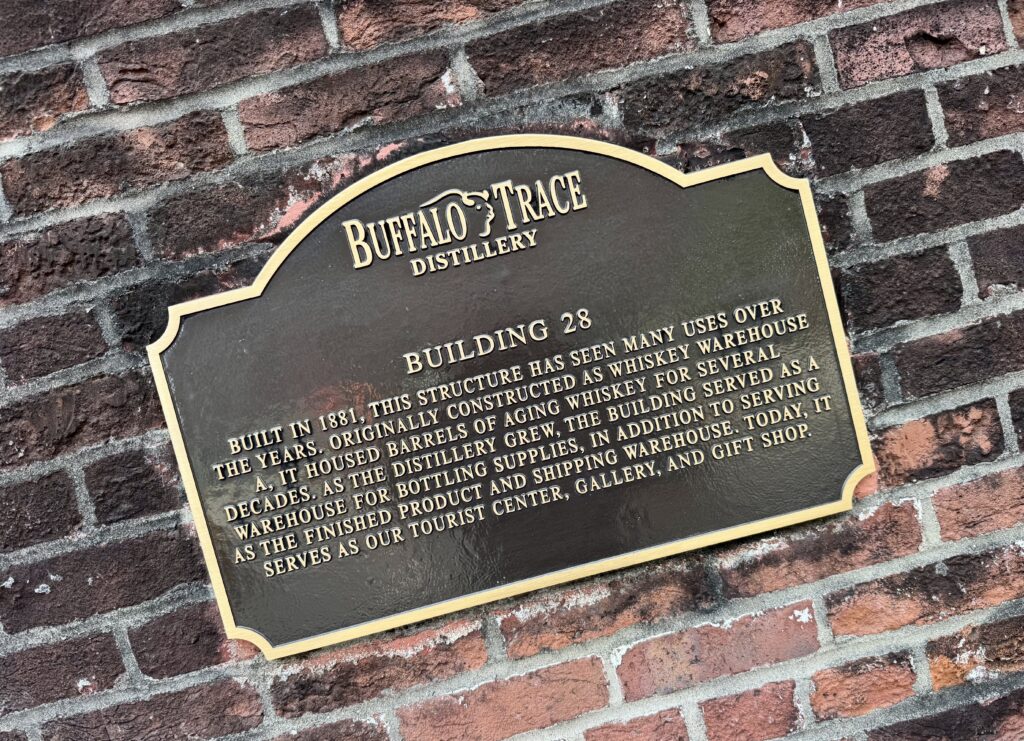 BUFFALO TRACE
DISTILLERY
BUILDING 28
BUILT IN 1881, THIS STRUCTURE HAS SEEN MANY USES OVER
THE YEARS. ORIGINALLY CONSTRUCTED AS WHISKEY WAREHOUSE
A, IT HOUSED BARRELS OF AGING WHISKEY FOR SEVERAL
DECADES. AS THE DISTILLERY GREW, THE BUILDING SERVED AS A
WAREHOUSE FOR BOTTLING SUPPLIES, IN ADDITION TO SERVING
AS THE FINISHED PRODUCT AND SHIPPING WAREHOUSE. TODAY, IT
SERVES AS OUR TOURIST CENTER, GALLERY, AND GIFT SHOP.